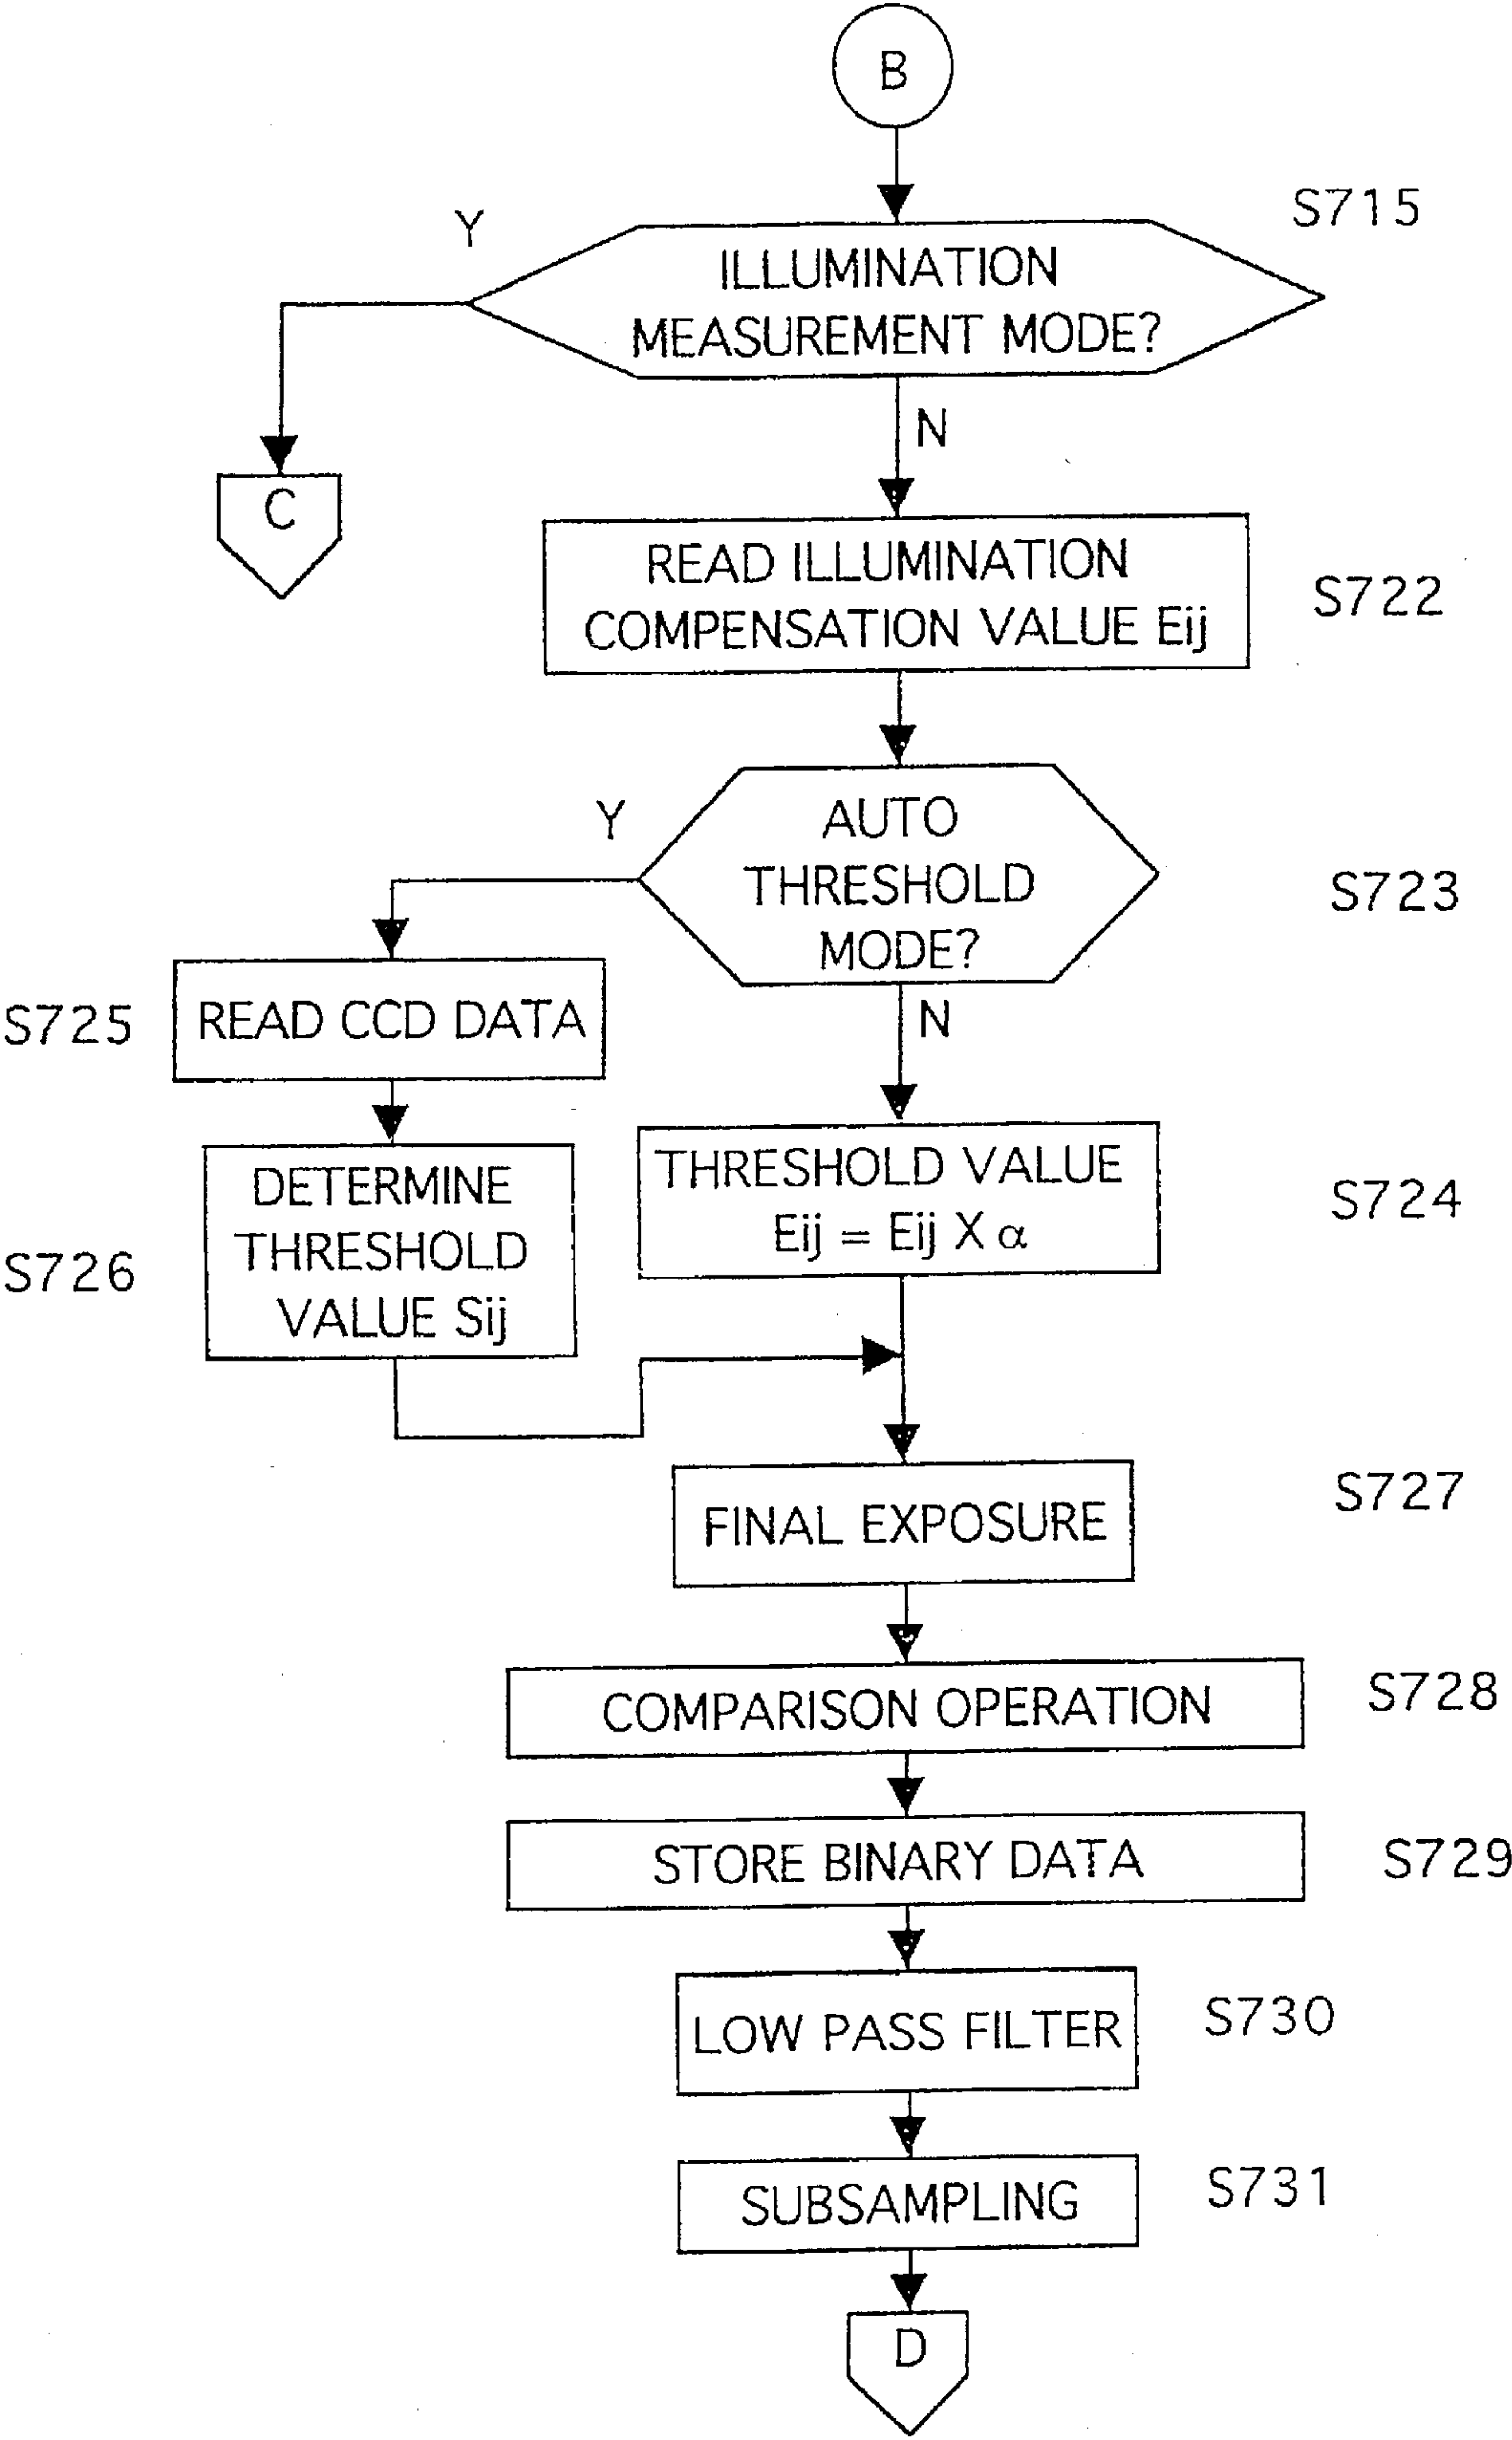 B
S715
Y
ILLUMINATION
MEASUREMENT MODE?
N
C
READ ILLUMINATION
COMPENSATION VALUE Eij
S722
Y
AUTO
THRESHOLD
MODE?
S723
N
S725
READ CCD DATA
S726
DETERMINE
THRESHOLD
VALUE Sij
THRESHOLD VALUE
Eij = Eij X α
S724
FINAL EXPOSURE
S727
COMPARISON OPERATION
S728
STORE BINARY DATA
S729
LOW PASS FILTER
S730
SUBSAMPLING
S731
D